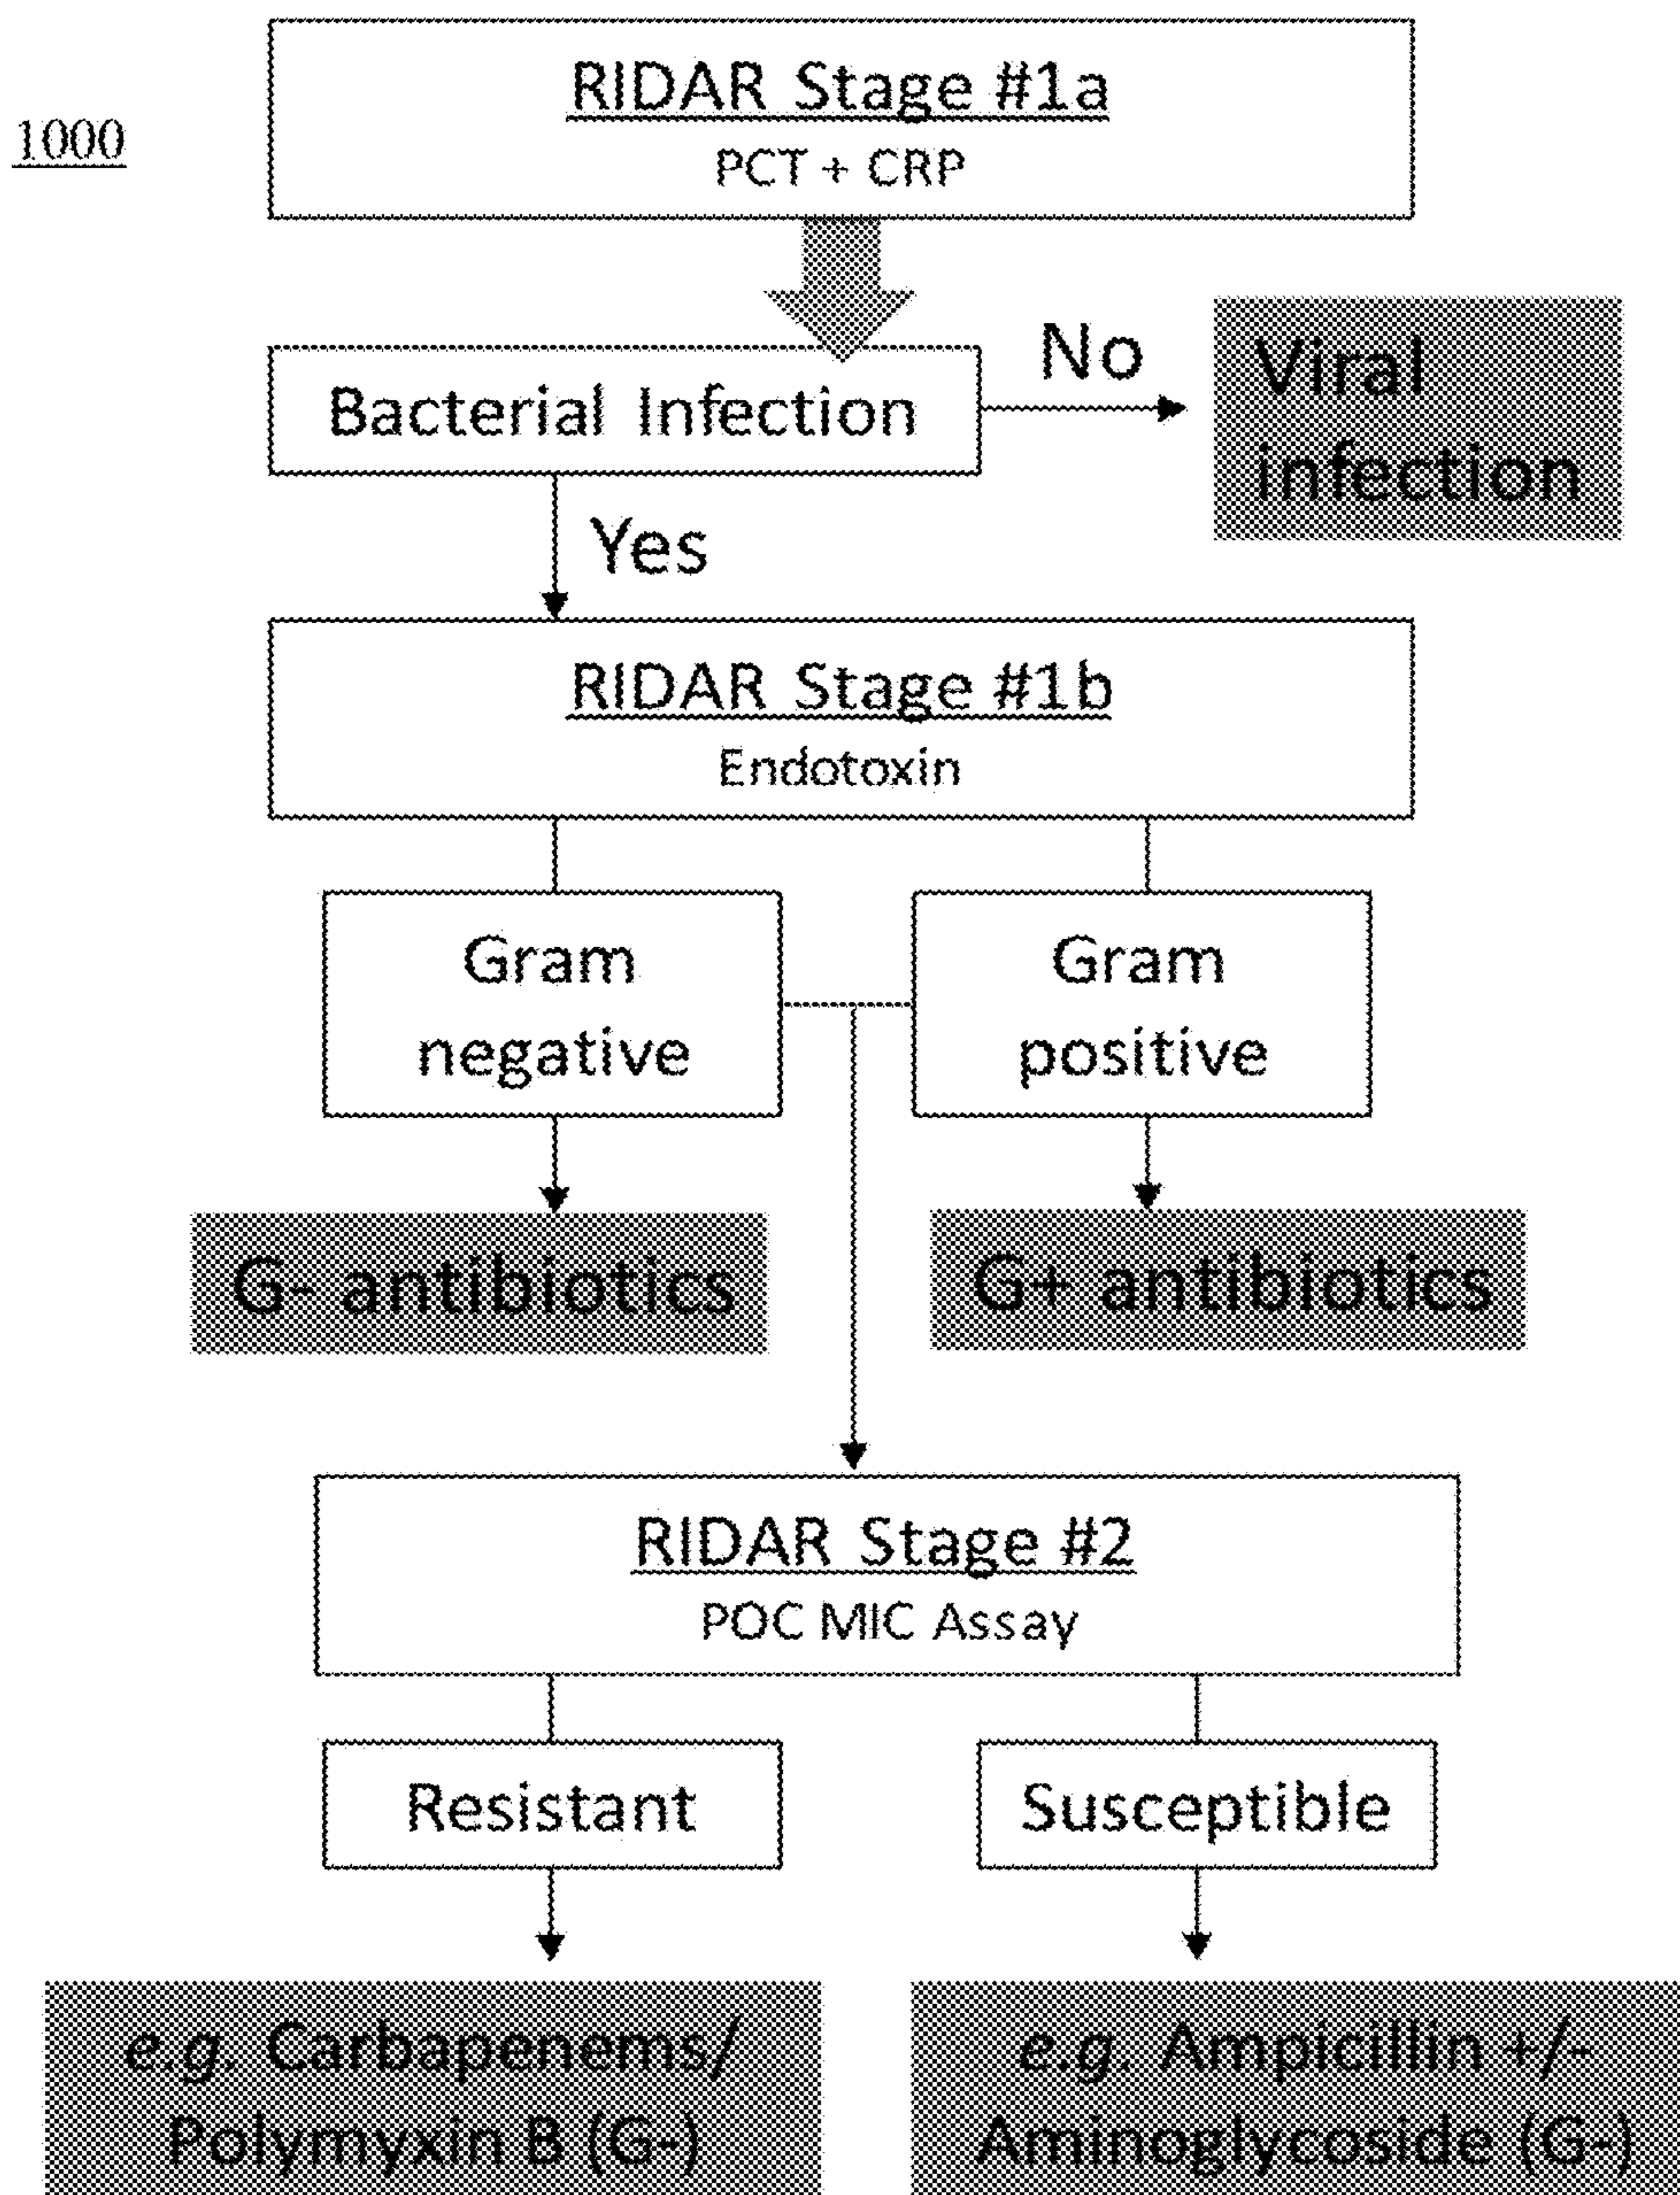 RIDAR Stage #1a
1000
PCT + CRP
No
Viral
infection
Bacterial Infection
Yes
RIDAR Stage #1b
Endotoxin
Gram
negative
Gram
positive
G- antibiotics
G+ antibiotics
RIDAR Stage #2
POC MIC Assay
Resistant
Susceptible
e.g. Carbapenems/
Polymyxin B (G-)
e.g. Ampicillin +/-
Aminoglycoside (G-)